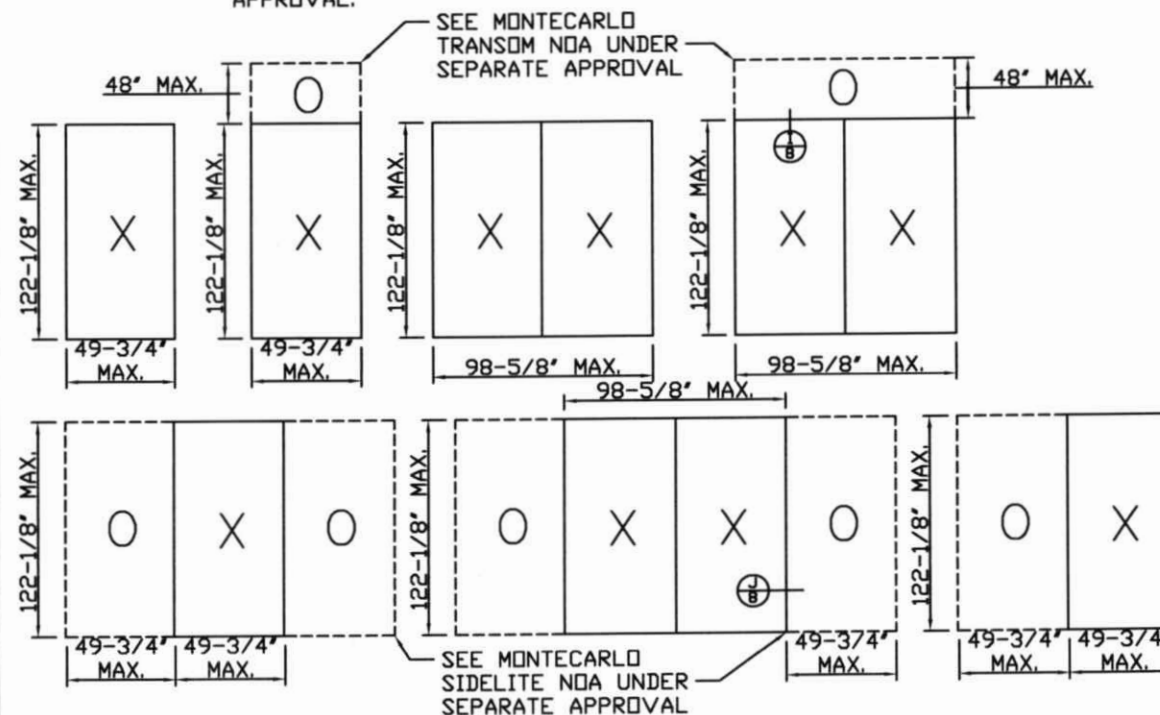 APPROVAL.
SEE MONTECARLO
TRANSOM NOA UNDER
SEPARATE APPROVAL
48" MAX.
O
O
48" MAX.
122-1/8" MAX.
X
122-1/8" MAX.
X
122-1/8" MAX.
X
X
122-1/8" MAX.
B
X
X
49-3/4"
MAX.
49-3/4"
MAX.
98-5/8" MAX.
98-5/8" MAX.
98-5/8" MAX.
122-1/8" MAX.
O
X
O
122-1/8" MAX.
O
X
X
O
J
B
122-1/8" MAX.
O
X
49-3/4"
MAX.
49-3/4"
MAX.
SEE MONTECARLO
SIDELITE NOA UNDER
SEPARATE APPROVAL
49-3/4"
MAX.
49-3/4"
MAX.
49-3/4
MAX.